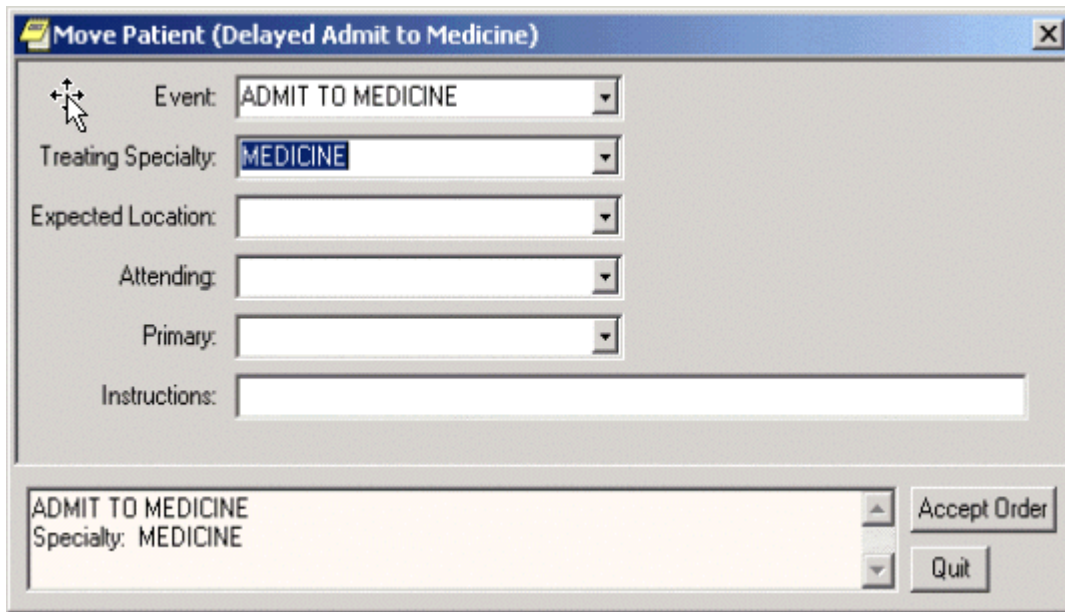 Move Patient (Delayed Admit to Medicine)
Event: ADMIT TO MEDICINE
Treating Specialty: MEDICINE
Expected Location:
Attending:
Primary:
Instructions:
ADMIT TO MEDICINE
Specialty: MEDICINE
Accept Order
Quit